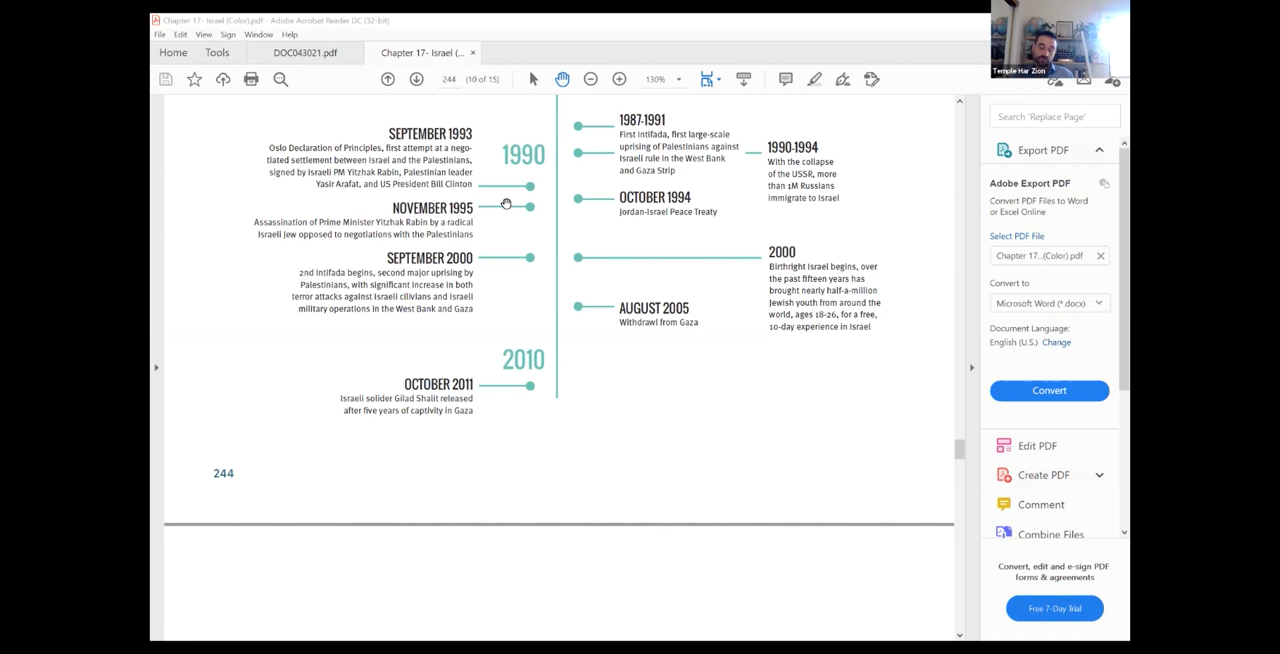 Chapter 17- Israel (Color).pdf - Adobe Acrobat Reader DC (32-bit)
File Edit View Sign Window Help
Home Tools DOC043021.pdf Chapter 17- Israel (... ×
244 (10 of 15) 130%
Temple Har Zion
SEPTEMBER 1993
Oslo Declaration of Principles, first attempt at a nego-
tiated settlement between Israel and the Palestinians,
signed by Israeli PM Yitzhak Rabin, Palestinian leader
Yasir Arafat, and US President Bill Clinton
NOVEMBER 1995
Assassination of Prime Minister Yitzhak Rabin by a radical
Israeli Jew opposed to negotiations with the Palestinians
SEPTEMBER 2000
2nd Intifada begins, second major uprising by
Palestinians, with significant increase in both
terror attacks against Israeli cilivians and Israeli
military operations in the West Bank and Gaza
OCTOBER 2011
Israeli solider Gilad Shalit released
after five years of captivity in Gaza
244
1990
2010
1987-1991
First Intifada, first large-scale
uprising of Palestinians against
Israeli rule in the West Bank
and Gaza Strip
OCTOBER 1994
Jordan-Israel Peace Treaty
AUGUST 2005
Withdrawl from Gaza
1990-1994
With the collapse
of the USSR, more
than 1M Russians
immigrate to Israel
2000
Birthright Israel begins, over
the past fifteen years has
brought nearly half-a-million
Jewish youth from around the
world, ages 18-26, for a free,
10-day experience in Israel
Search 'Replace Page'
Export PDF
Adobe Export PDF
Convert PDF Files to Word
or Excel Online
Select PDF File
Chapter 17...(Color).pdf
Convert to
Microsoft Word (*.docx)
Document Language:
English (U.S.) Change
Convert
Edit PDF
Create PDF
Comment
Combine Files
Convert, edit and e-sign PDF
forms & agreements
Free 7-Day Trial